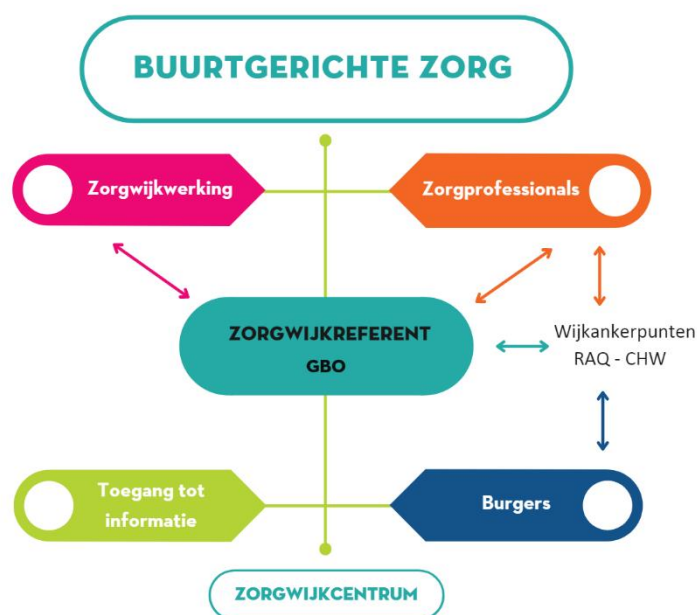 BUURTGERICHTE ZORG
Zorgwijkwerking
Zorgprofessionals
ZORGWIJKREFERENT
GBO
Wijkankerpunten
RAQ - CHW
Toegang tot
informatie
Burgers
ZORGWIJKCENTRUM